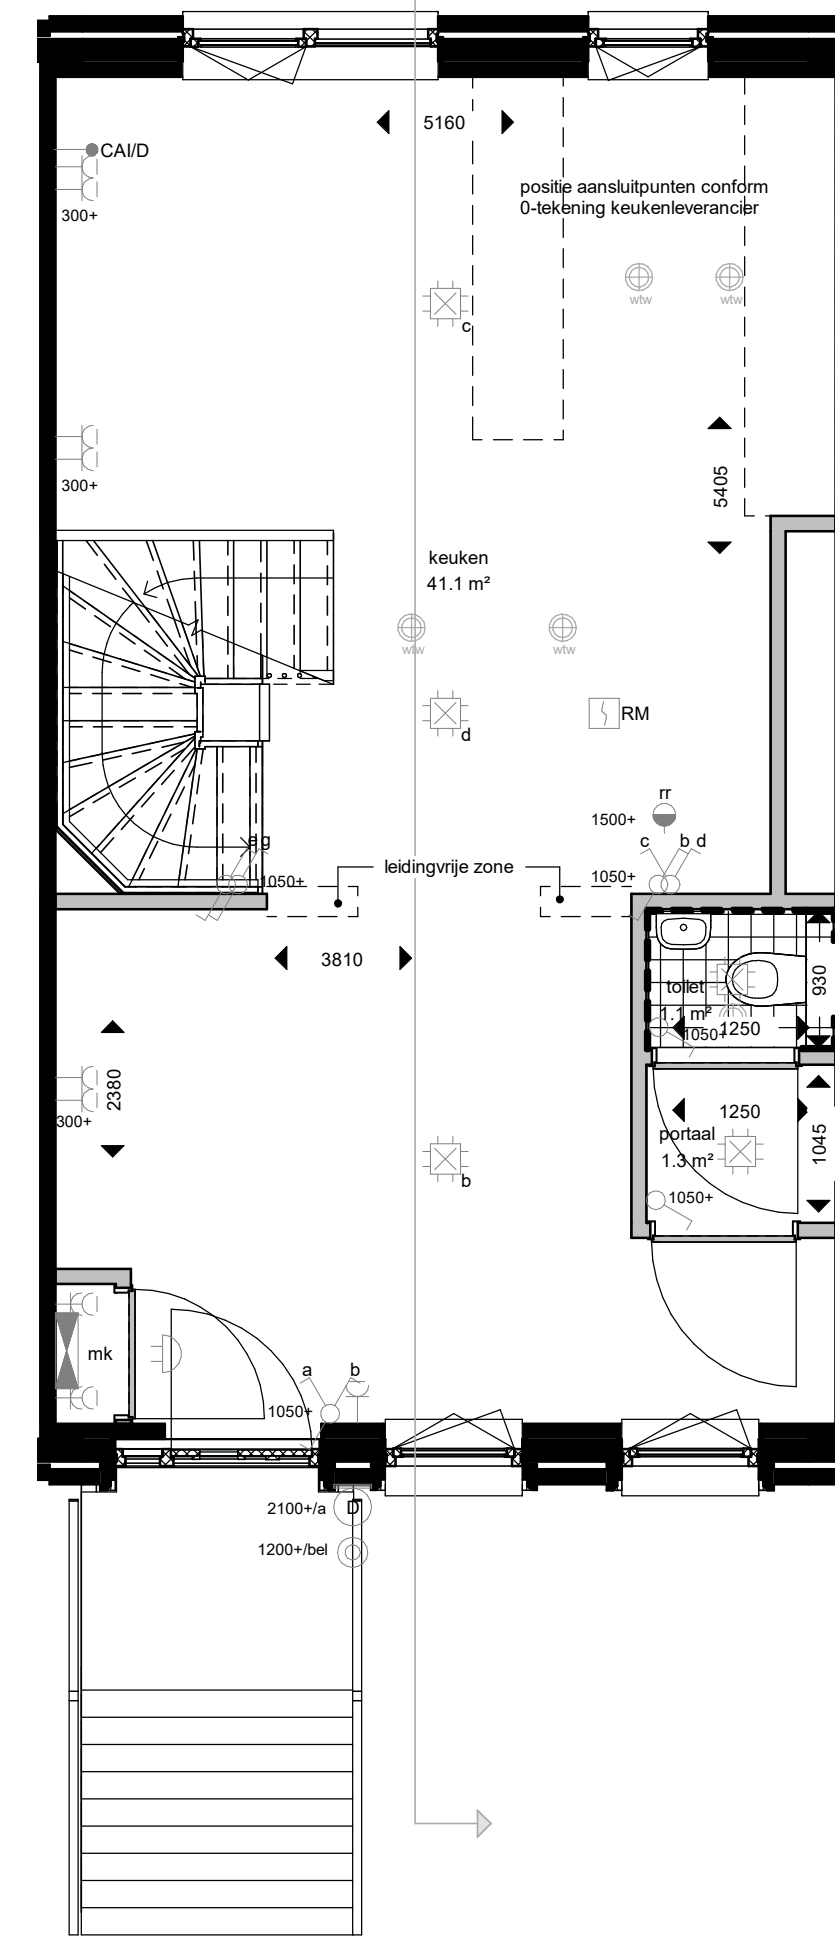 5160
CAI/D
positie aansluitpunten conform
0-tekening keukenleverancier
300+
wtw
wtw
c
300+
5405
keuken
41.1 m²
wtw
wtw
d
RM
rr
1500+
c
b d
e g
1050+
leidingvrije zone
1050+
3810
toilet
1.1 m²
1050+
1250
930
2380
300+
1250
portaal
1.3 m²
1045
b
1050+
mk
a
b
1050+
2100+/a
D
1200+/bel